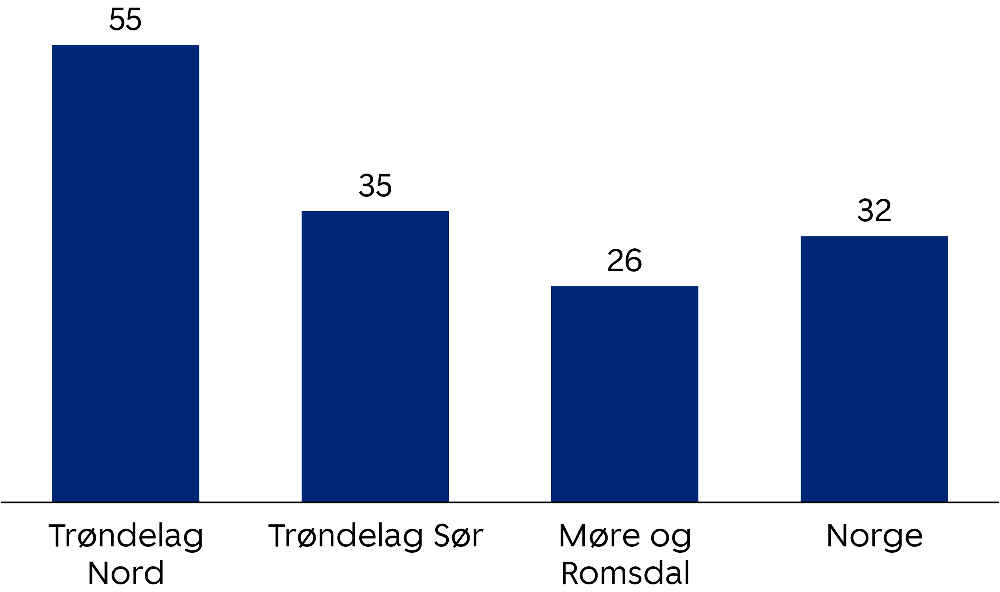 55
35
32
26
Trøndelag
Nord
Trøndelag Sør
Møre og
Romsdal
Norge